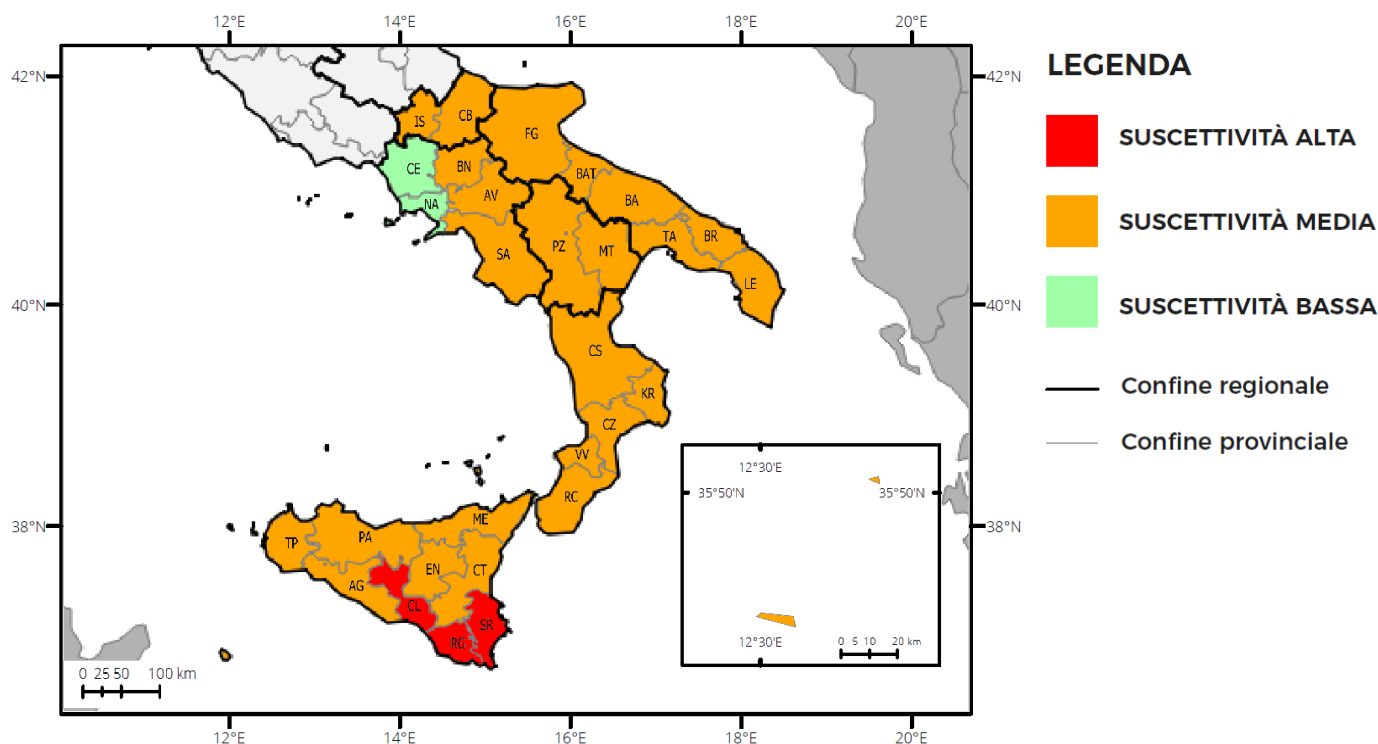 12°E 14°E 16°E 18°E 20°E
42°N 42°N
40°N 40°N
38°N 38°N
IS CB FG
CE BN BAT
NA AV BA
SA PZ MT TA BR
LE
CS
KR
CZ
VV
RC
ME
TP PA
AG EN CT
CL SR
RG
12°30'E
35°50'N 35°50'N
12°30'E
0 5 10 20 km
0 25 50 100 km
12°E 14°E 16°E 18°E 20°E
LEGENDA
SUSCETTIVITÀ ALTA
SUSCETTIVITÀ MEDIA
SUSCETTIVITÀ BASSA
Confine regionale
Confine provinciale